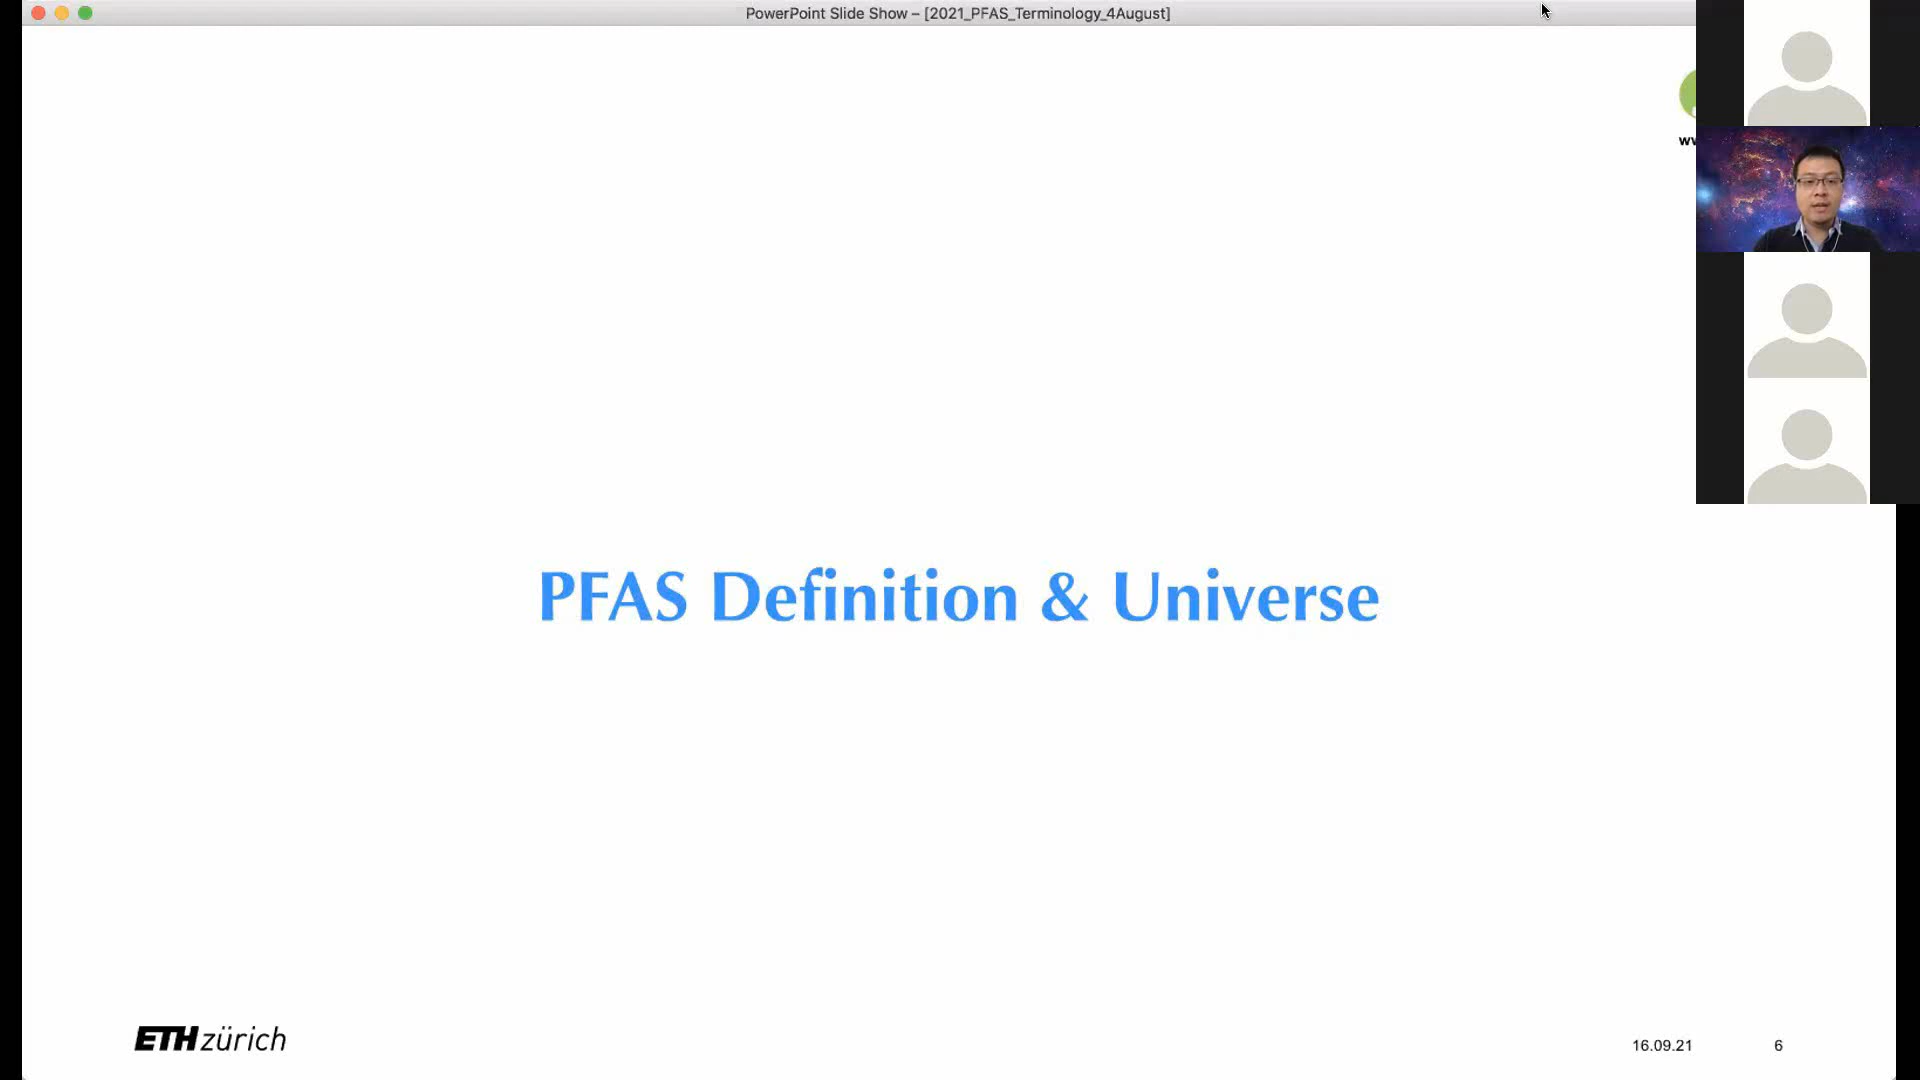 PowerPoint Slide Show – [2021_PFAS_Terminology_4August]
PFAS Definition & Universe
ETH zürich
16.09.21
6